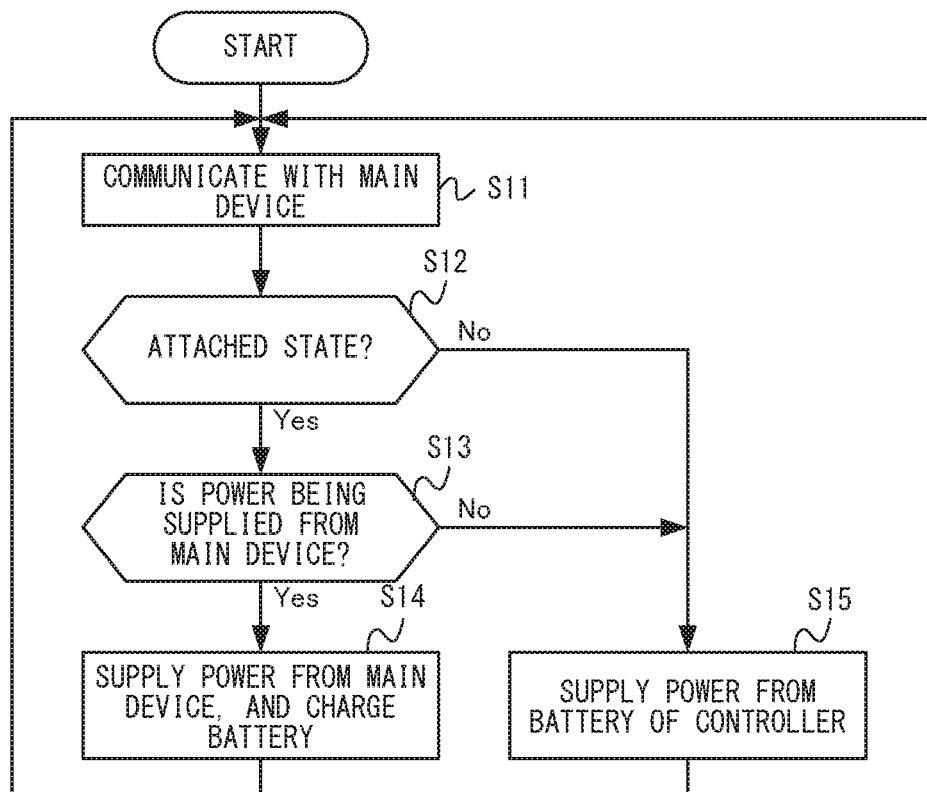 START
COMMUNICATE WITH MAIN
DEVICE
S11
S12
ATTACHED STATE?
No
Yes
S13
IS POWER BEING
SUPPLIED FROM
MAIN DEVICE?
No
Yes
S14
S15
SUPPLY POWER FROM MAIN
DEVICE, AND CHARGE
BATTERY
SUPPLY POWER FROM
BATTERY OF CONTROLLER